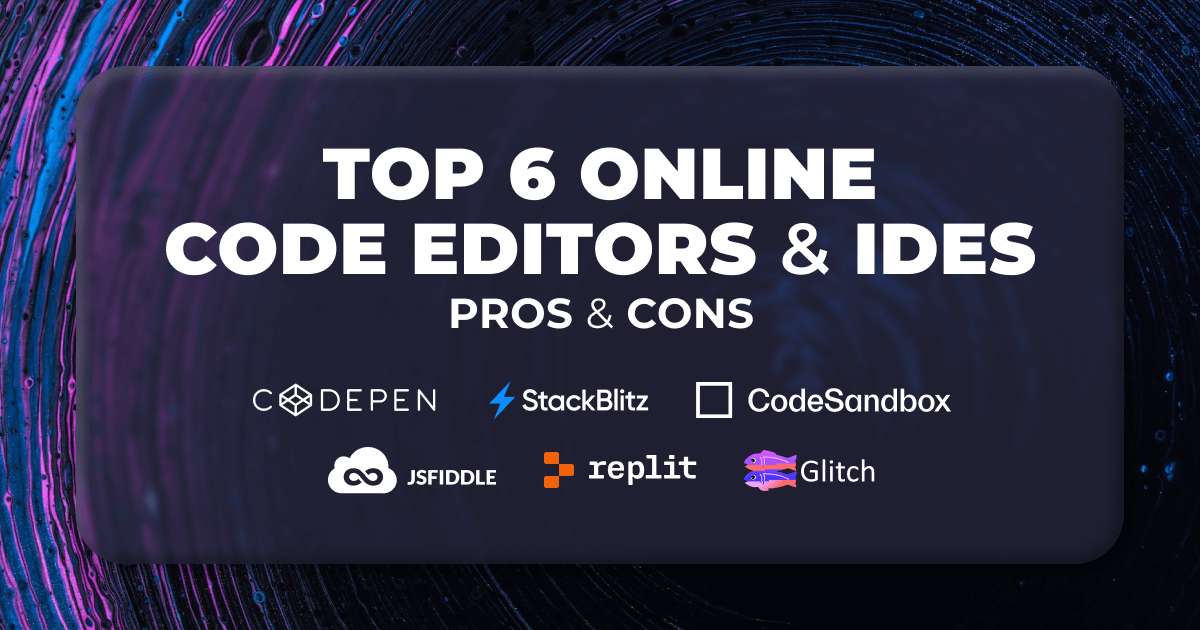 TOP 6 ONLINE
CODE EDITORS & IDES
PROS & CONS
CODEPEN StackBlitz CodeSandbox
JSFIDDLE replit Glitch